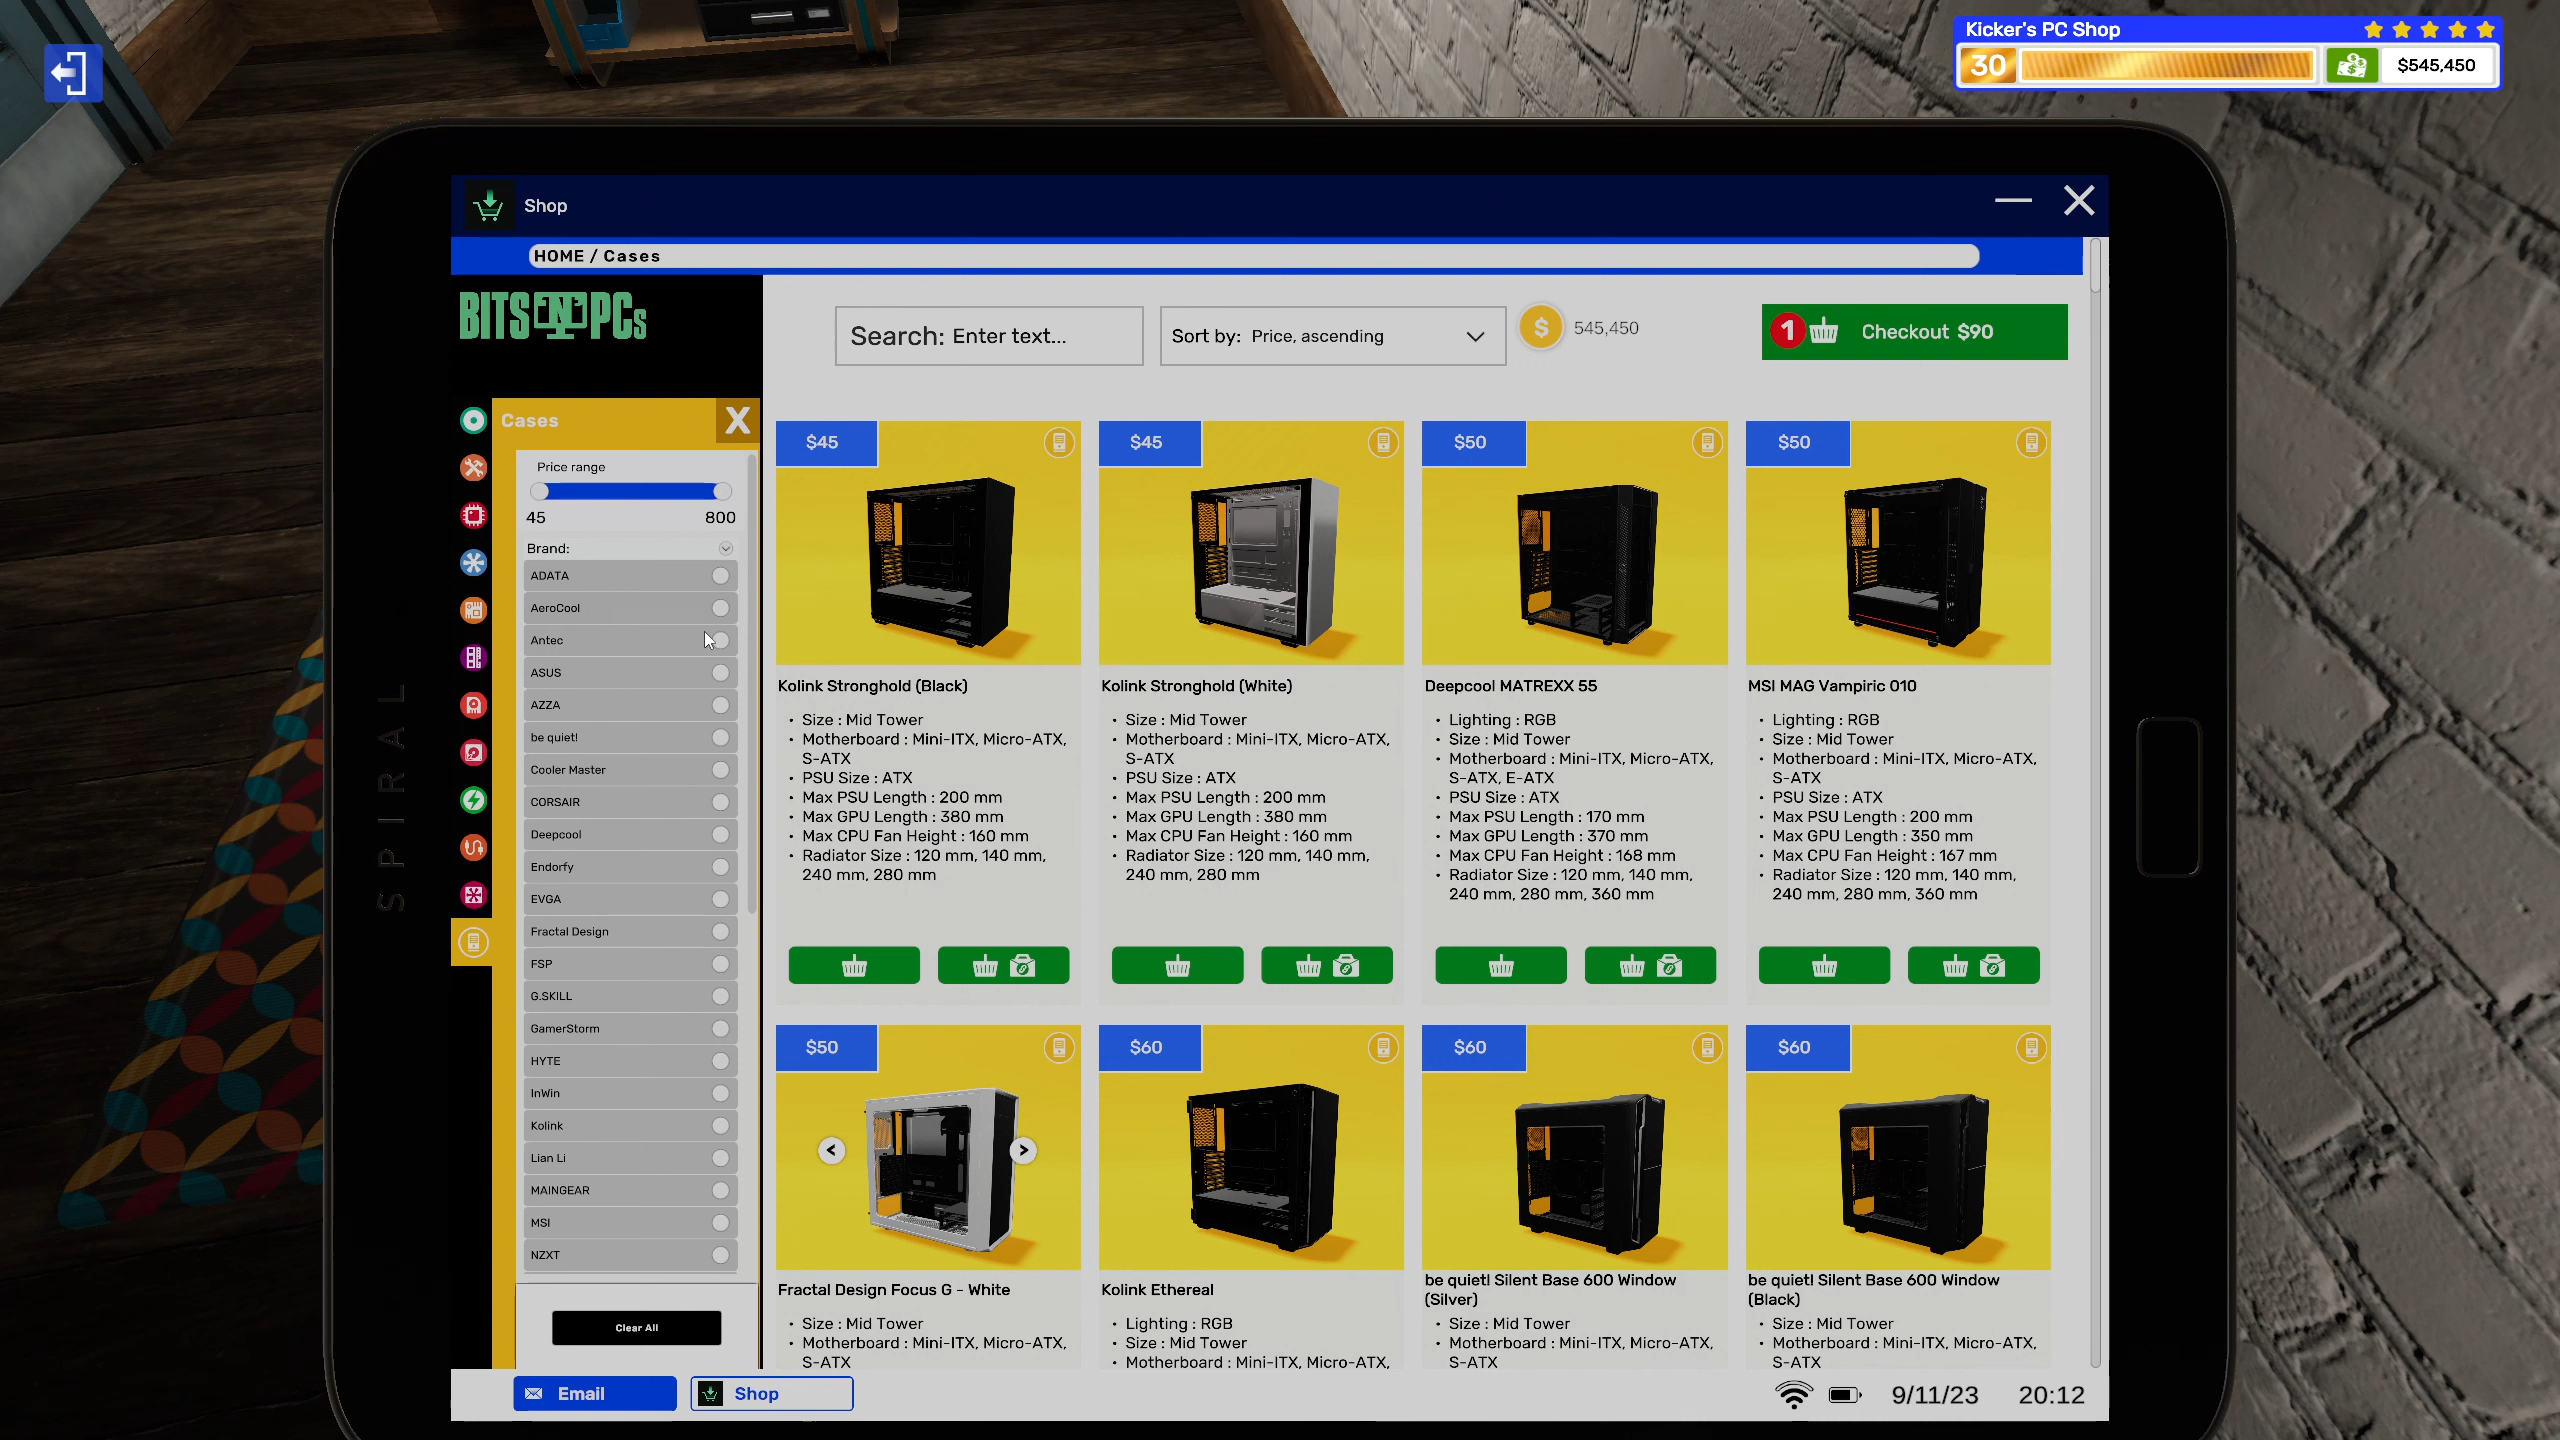 Kicker's PC Shop
30
$545,450
Shop
HOME / Cases
BITS EN PCs
Search: Enter text...
Sort by: Price, ascending
$ 545,450
1 Checkout $90
Cases X
Price range
45 800
Brand:
ADATA
AeroCool
Antec
ASUS
AZZA
be quiet!
Cooler Master
CORSAIR
Deepcool
Endorfy
EVGA
Fractal Design
FSP
G.SKILL
GamerStorm
HYTE
InWin
Kolink
Lian Li
MAINGEAR
MSI
NZXT
Clear All
$45
Kolink Stronghold (Black)
• Size : Mid Tower
• Motherboard : Mini-ITX, Micro-ATX,
S-ATX
• PSU Size : ATX
• Max PSU Length : 200 mm
• Max GPU Length : 380 mm
• Max CPU Fan Height : 160 mm
• Radiator Size : 120 mm, 140 mm,
240 mm, 280 mm
$45
Kolink Stronghold (White)
• Size : Mid Tower
• Motherboard : Mini-ITX, Micro-ATX,
S-ATX
• PSU Size : ATX
• Max PSU Length : 200 mm
• Max GPU Length : 380 mm
• Max CPU Fan Height : 160 mm
• Radiator Size : 120 mm, 140 mm,
240 mm, 280 mm
$50
Deepcool MATREXX 55
• Lighting : RGB
• Size : Mid Tower
• Motherboard : Mini-ITX, Micro-ATX,
S-ATX, E-ATX
• PSU Size : ATX
• Max PSU Length : 170 mm
• Max GPU Length : 370 mm
• Max CPU Fan Height : 168 mm
• Radiator Size : 120 mm, 140 mm,
240 mm, 280 mm, 360 mm
$50
MSI MAG Vampiric 010
• Lighting : RGB
• Size : Mid Tower
• Motherboard : Mini-ITX, Micro-ATX,
S-ATX
• PSU Size : ATX
• Max PSU Length : 200 mm
• Max GPU Length : 350 mm
• Max CPU Fan Height : 167 mm
• Radiator Size : 120 mm, 140 mm,
240 mm, 280 mm, 360 mm
$50
< >
Fractal Design Focus G - White
• Size : Mid Tower
• Motherboard : Mini-ITX, Micro-ATX,
S-ATX
$60
Kolink Ethereal
• Lighting : RGB
• Size : Mid Tower
• Motherboard : Mini-ITX, Micro-ATX,
$60
be quiet! Silent Base 600 Window
(Silver)
• Size : Mid Tower
• Motherboard : Mini-ITX, Micro-ATX,
S-ATX
$60
be quiet! Silent Base 600 Window
(Black)
• Size : Mid Tower
• Motherboard : Mini-ITX, Micro-ATX,
S-ATX
SPIRAL
Email
Shop
9/11/23
20:12